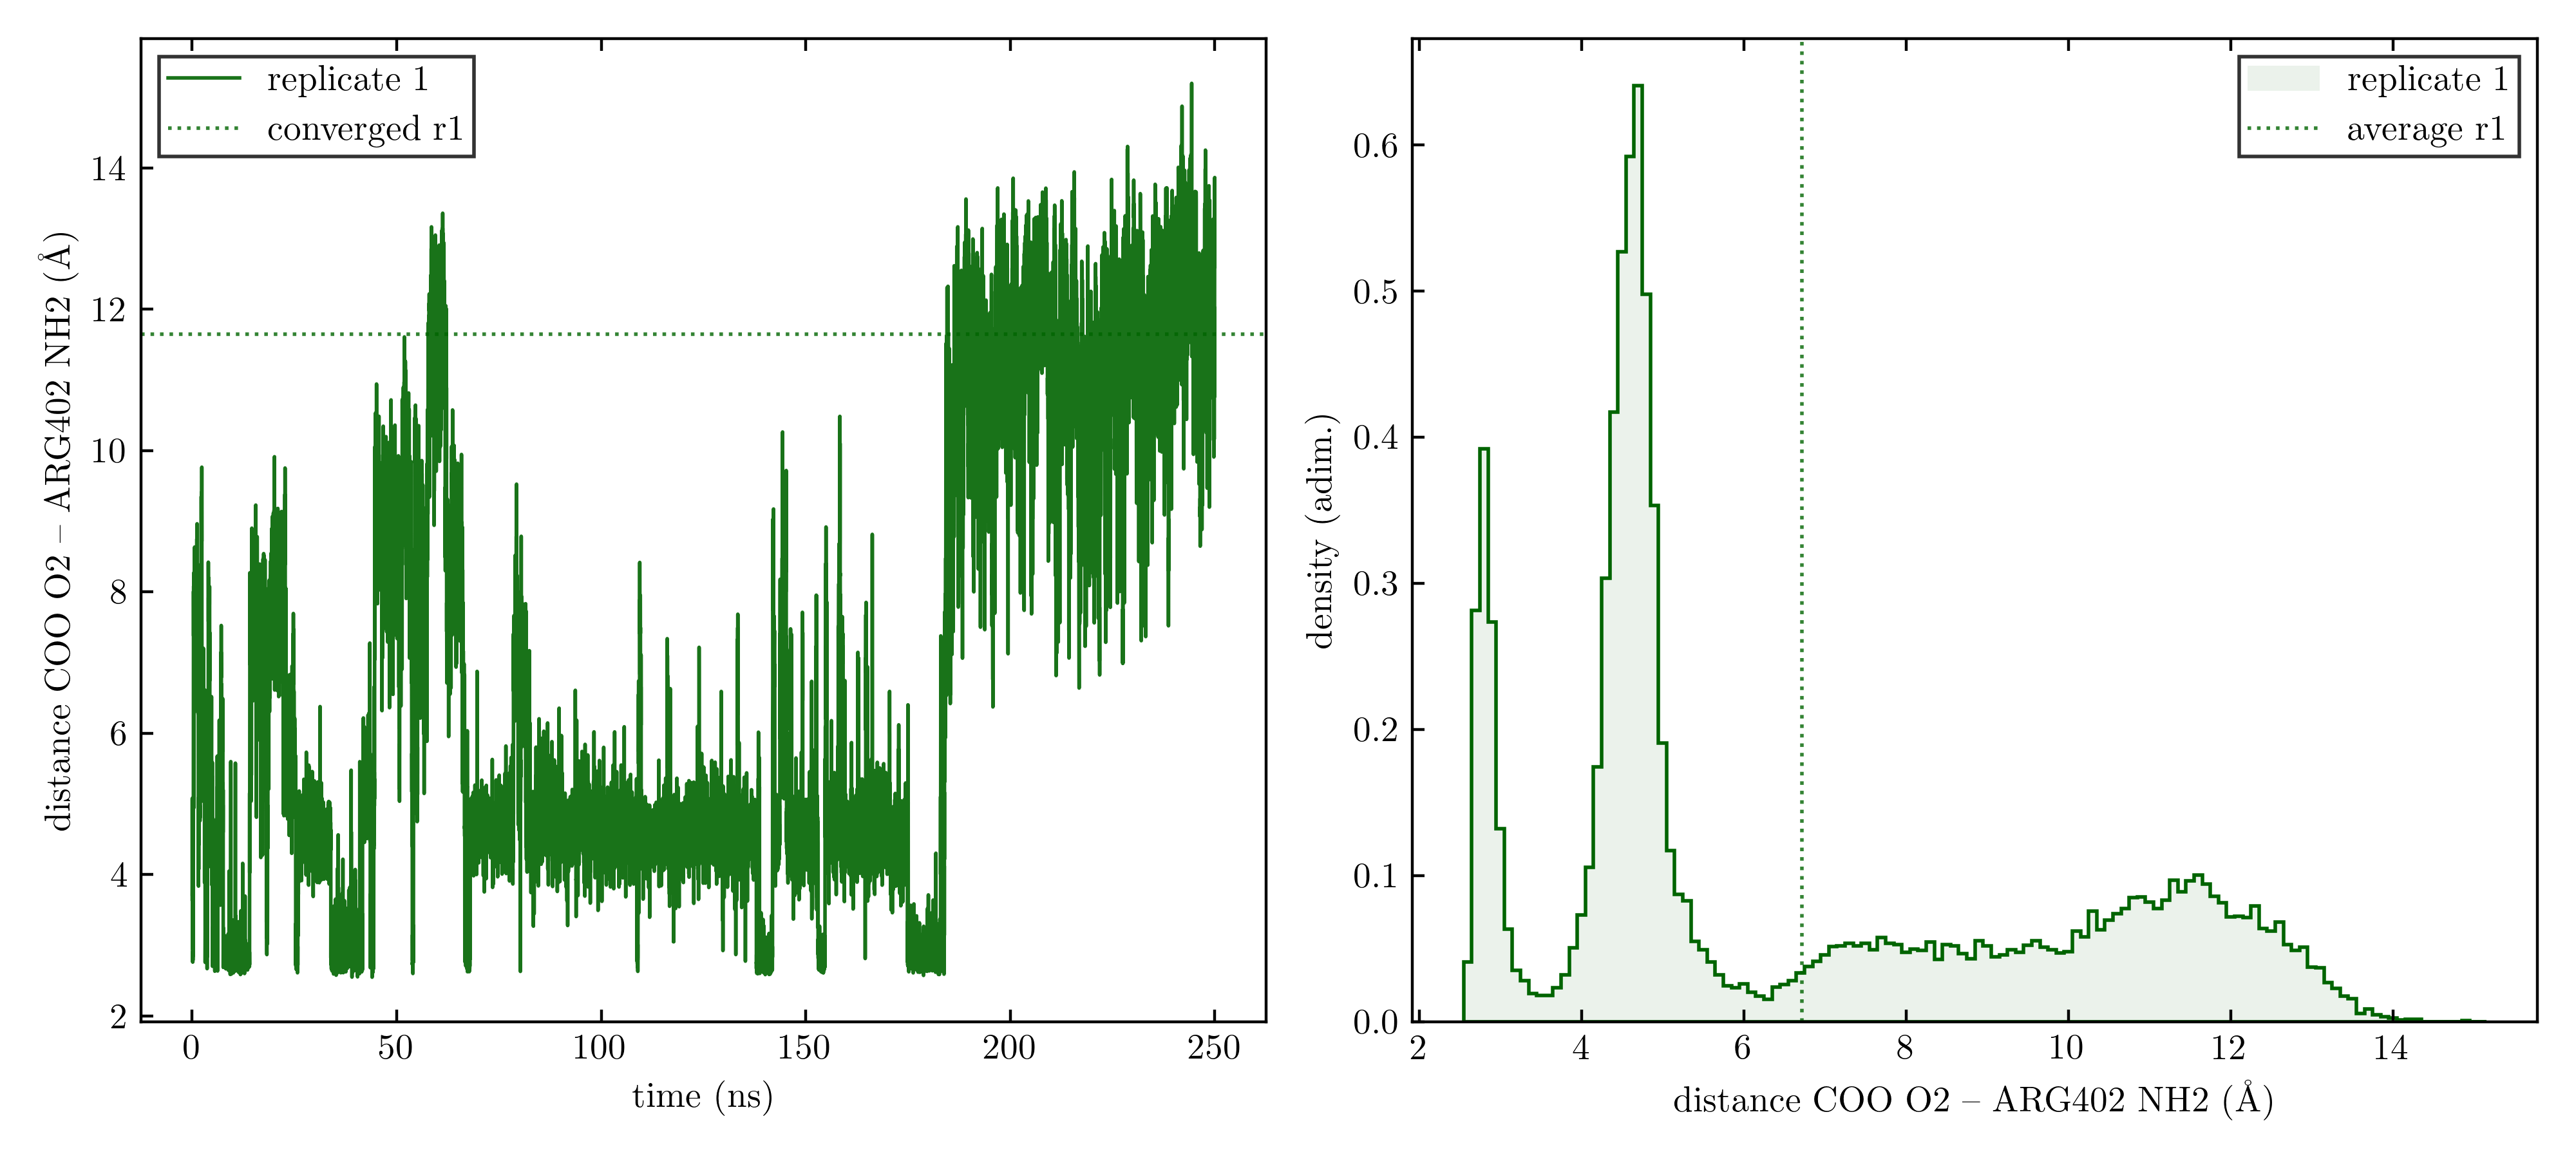 replicate 1
converged r1
14
12
10
8
6
4
2
0 50 100 150 200 250
time (ns)
distance COO O2 – ARG402 NH2 (Å)
replicate 1
average r1
0.6
0.5
0.4
0.3
0.2
0.1
0.0
2 4 6 8 10 12 14
distance COO O2 – ARG402 NH2 (Å)
density (adim.)